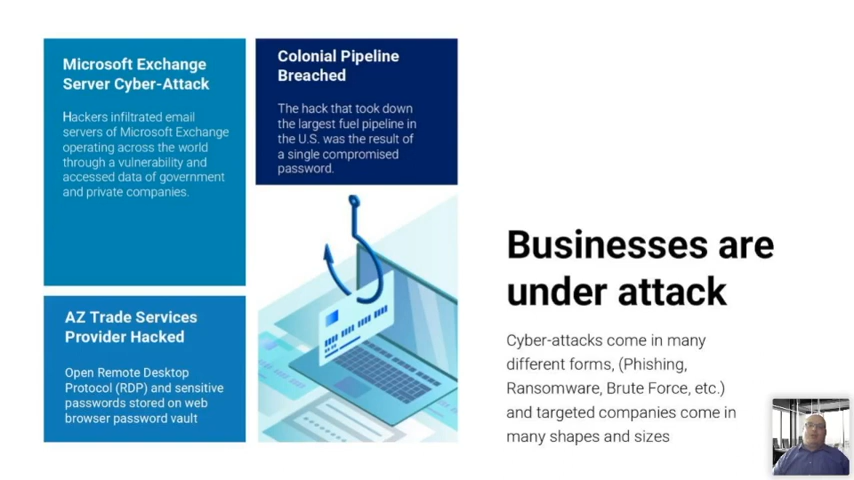 Microsoft Exchange
Server Cyber-Attack
Hackers infiltrated email
servers of Microsoft Exchange
operating across the world
through a vulnerability and
accessed data of government
and private companies.
Colonial Pipeline
Breached
The hack that took down
the largest fuel pipeline in
the U.S. was the result of
a single compromised
password.
AZ Trade Services
Provider Hacked
Open Remote Desktop
Protocol (RDP) and sensitive
passwords stored on web
browser password vault
Businesses are
under attack
Cyber-attacks come in many
different forms, (Phishing,
Ransomware, Brute Force, etc.)
and targeted companies come in
many shapes and sizes